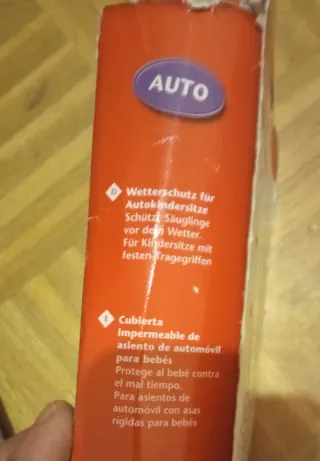 AUTO
D Wetterschutz für
Autokindersitze
Schützt Säuglinge
vor dem Wetter.
Für Kindersitze mit
festen Tragegriffen
E Cubierta
impermeable de
asiento de automóvil
para bebés
Protege al bebé contra
el mal tiempo.
Para asientos de
automóvil con asas
rígidas para bebés